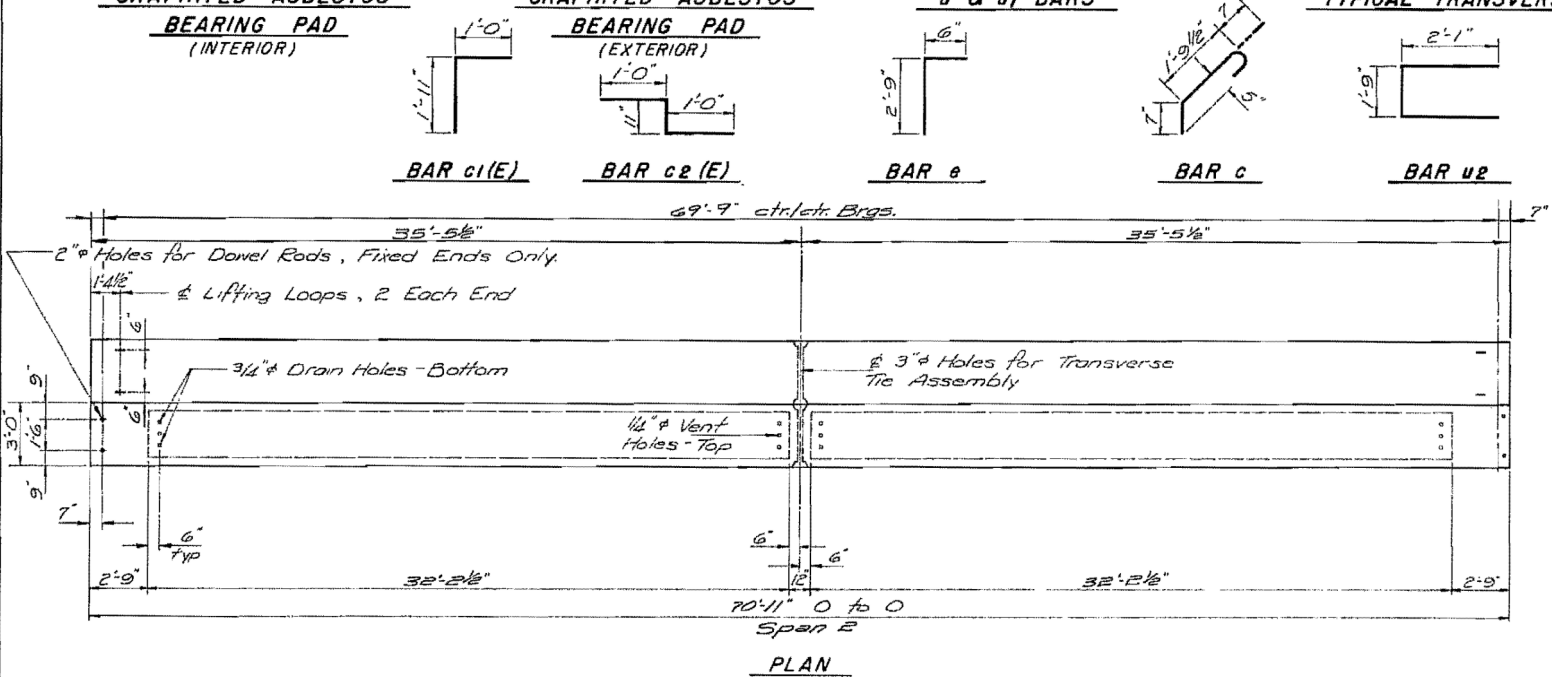 GRAPHITED ASBESTOS
BEARING PAD
(INTERIOR)
GRAPHITED ASBESTOS
BEARING PAD
(EXTERIOR)
BARS
TYPICAL TRANSVERS
1'-0"
1'-11"
BAR c1(E)
1'-0"
11"
1'-0"
BAR c2(E)
6"
2'-9"
BAR e
7"
1'-9 1/2"
7"
5"
BAR c
2'-1"
1'-9"
BAR u2
69'-9" ctr./ctr. Brgs.
7"
35'-5½"
35'-5½"
2"φ Holes for Dowel Rods, Fixed Ends Only.
1'-4½"
℄ Lifting Loops, 2 Each End
6"
6"
3/4"φ Drain Holes - Bottom
℄ 3"φ Holes for Transverse
Tie Assembly
1/4"φ Vent
Holes - Top
9"
3'-0"
1'-6"
9"
7"
6"
typ
6"
6"
2'-9"
32'-2½"
12"
32'-2½"
2'-9"
70'-11" O to O
Span 2
PLAN